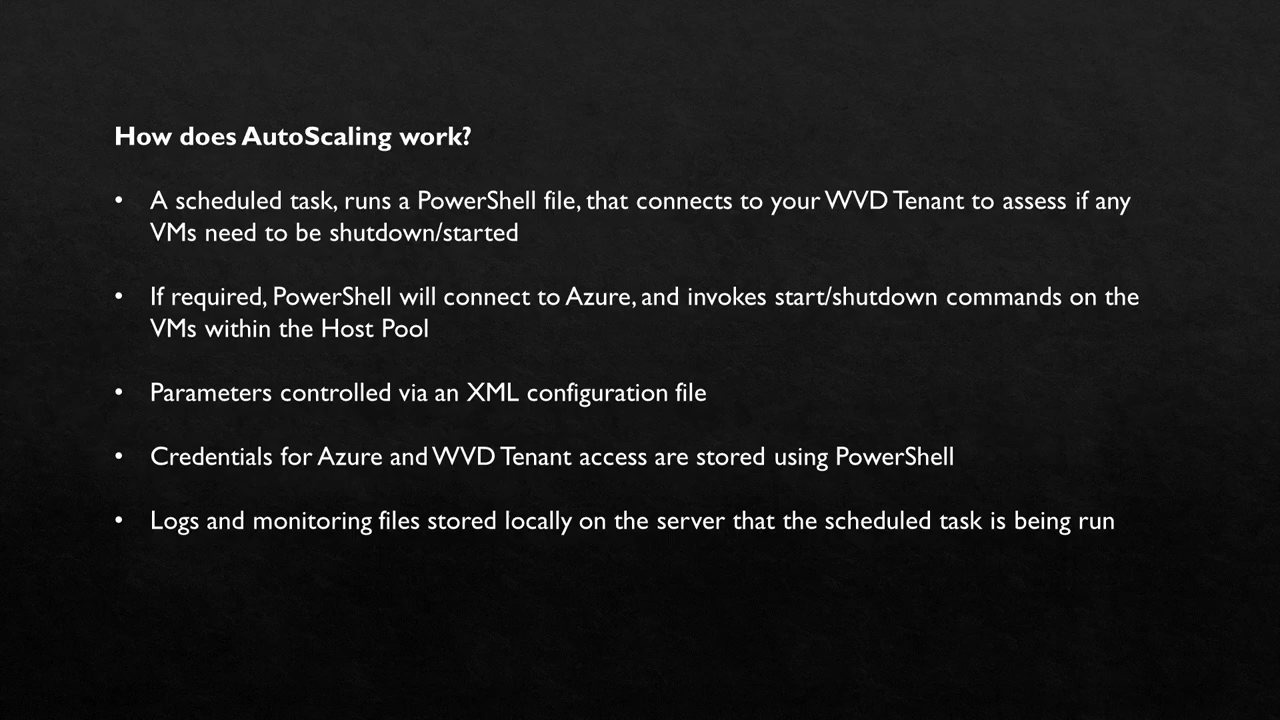 How does AutoScaling work?
• A scheduled task, runs a PowerShell file, that connects to your WVD Tenant to assess if any
VMs need to be shutdown/started
• If required, PowerShell will connect to Azure, and invokes start/shutdown commands on the
VMs within the Host Pool
• Parameters controlled via an XML configuration file
• Credentials for Azure and WVD Tenant access are stored using PowerShell
• Logs and monitoring files stored locally on the server that the scheduled task is being run